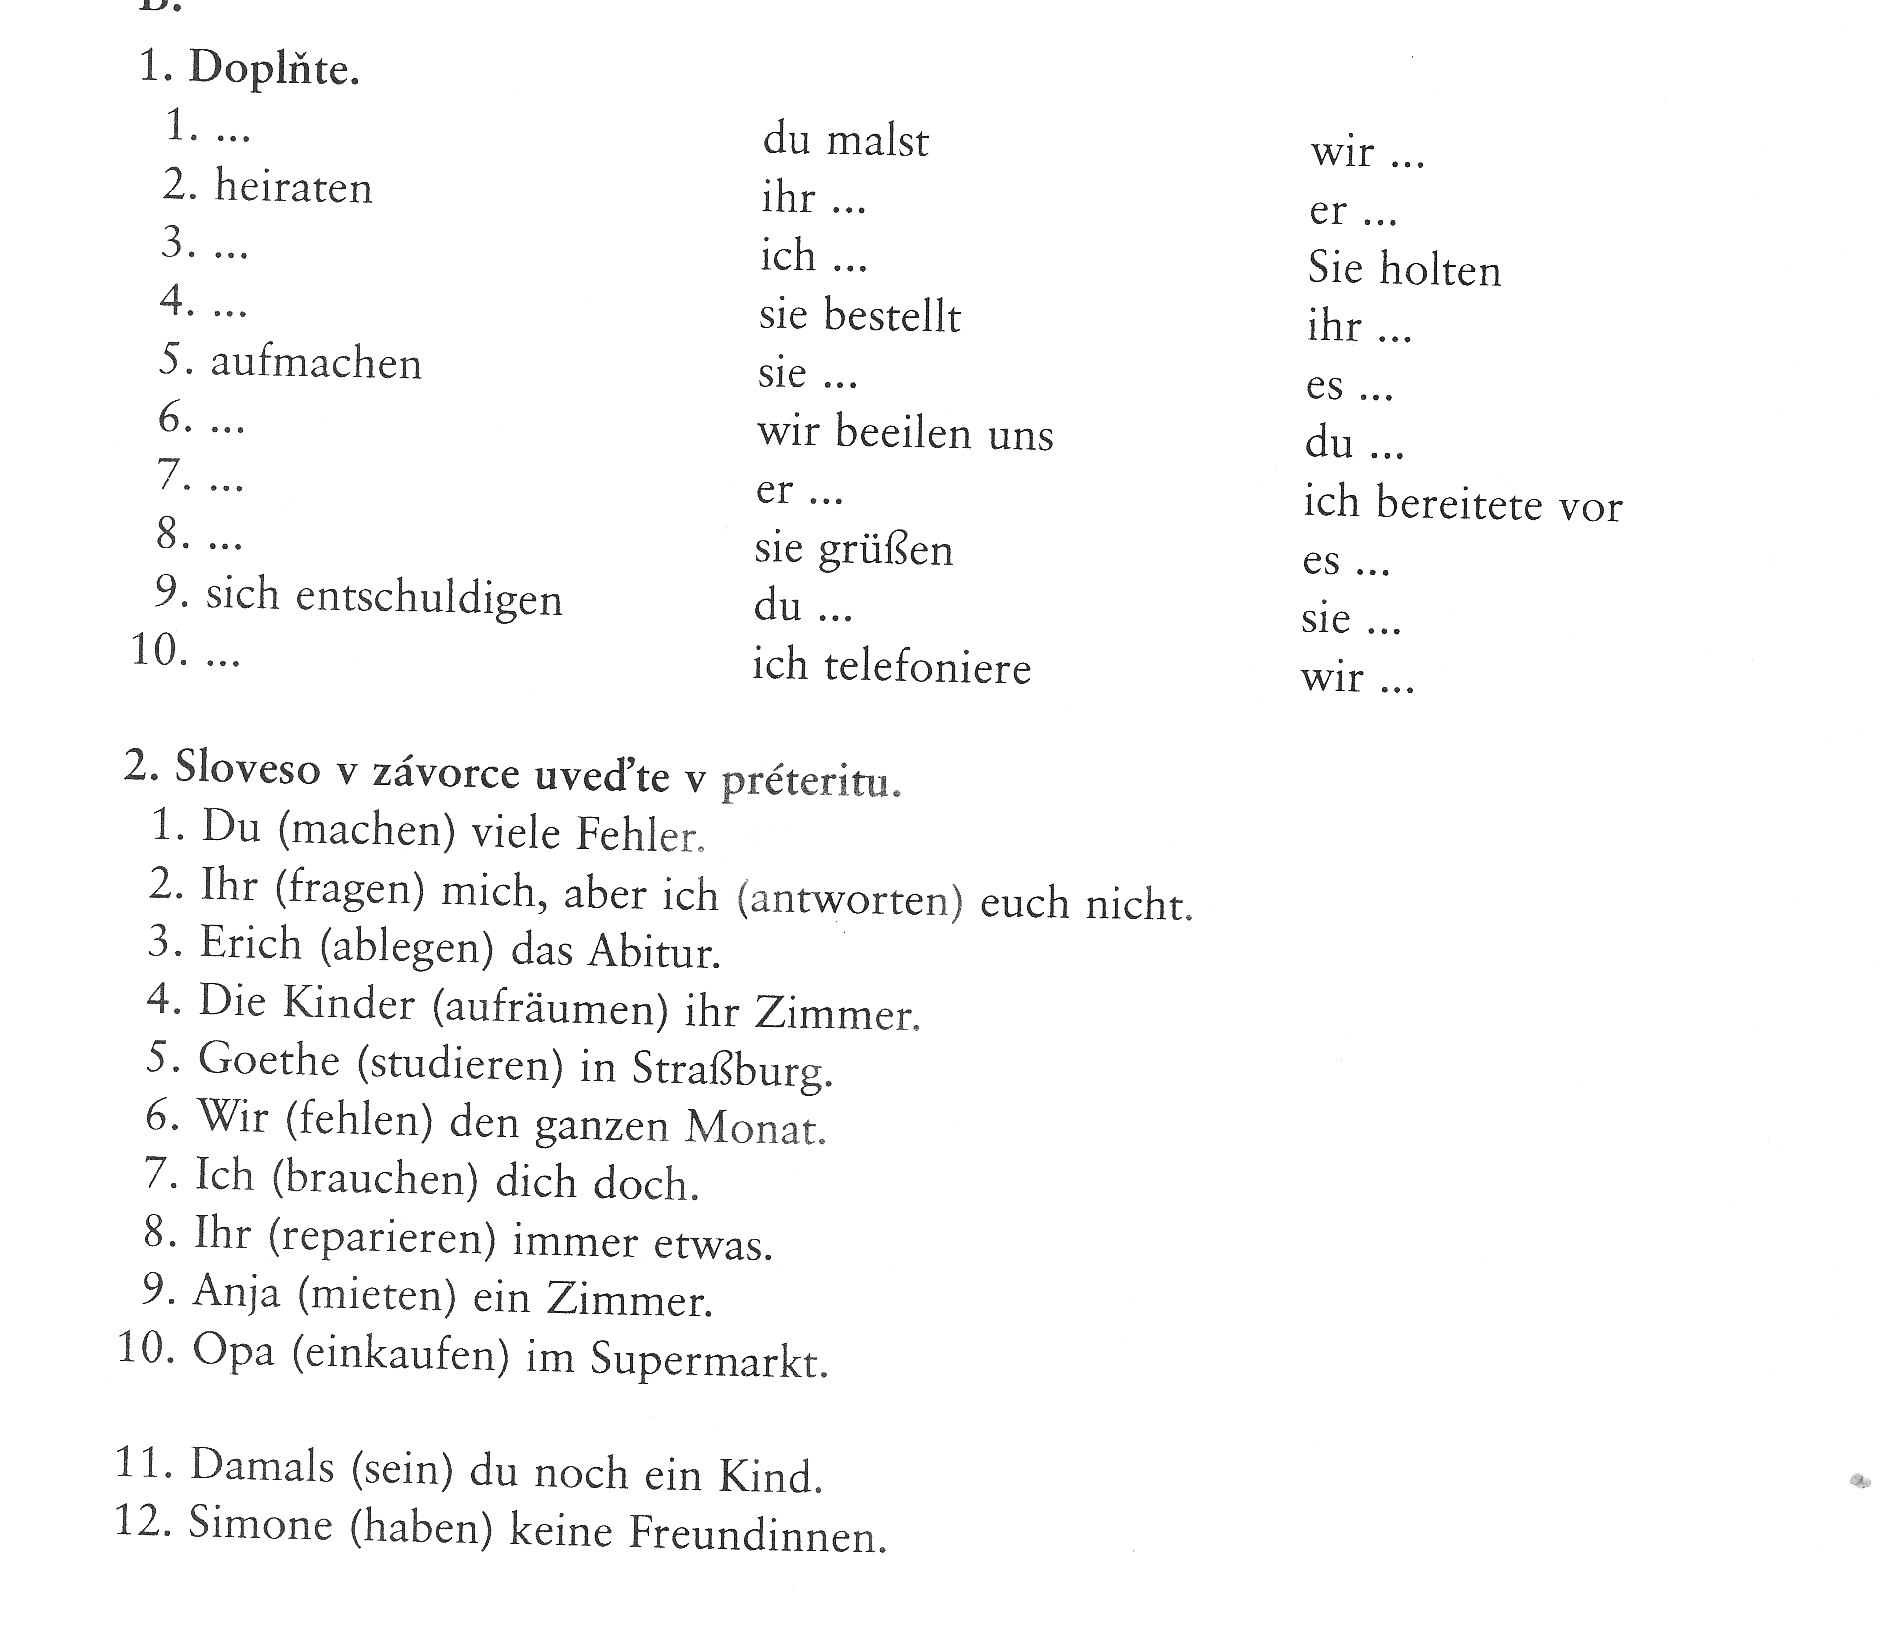 B.
1. Doplňte.
1. ... du malst wir ...
2. heiraten ihr ... er ...
3. ... ich ... Sie holten
4. ... sie bestellt ihr ...
5. aufmachen sie ... es ...
6. ... wir beeilen uns du ...
7. ... er ... ich bereitete vor
8. ... sie grüßen es ...
9. sich entschuldigen du ... sie ...
10. ... ich telefoniere wir ...
2. Sloveso v závorce uveďte v préteritu.
1. Du (machen) viele Fehler.
2. Ihr (fragen) mich, aber ich (antworten) euch nicht.
3. Erich (ablegen) das Abitur.
4. Die Kinder (aufräumen) ihr Zimmer.
5. Goethe (studieren) in Straßburg.
6. Wir (fehlen) den ganzen Monat.
7. Ich (brauchen) dich doch.
8. Ihr (reparieren) immer etwas.
9. Anja (mieten) ein Zimmer.
10. Opa (einkaufen) im Supermarkt.
11. Damals (sein) du noch ein Kind.
12. Simone (haben) keine Freundinnen.